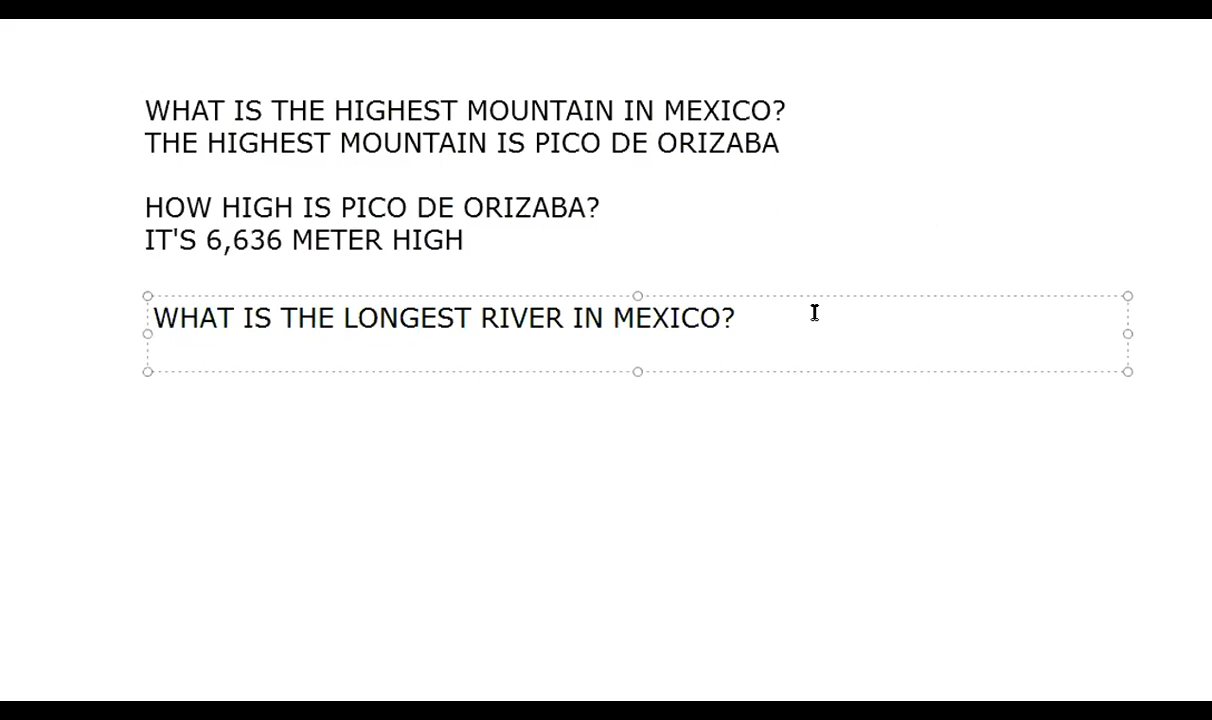 WHAT IS THE HIGHEST MOUNTAIN IN MEXICO?
THE HIGHEST MOUNTAIN IS PICO DE ORIZABA
HOW HIGH IS PICO DE ORIZABA?
IT'S 6,636 METER HIGH
WHAT IS THE LONGEST RIVER IN MEXICO?